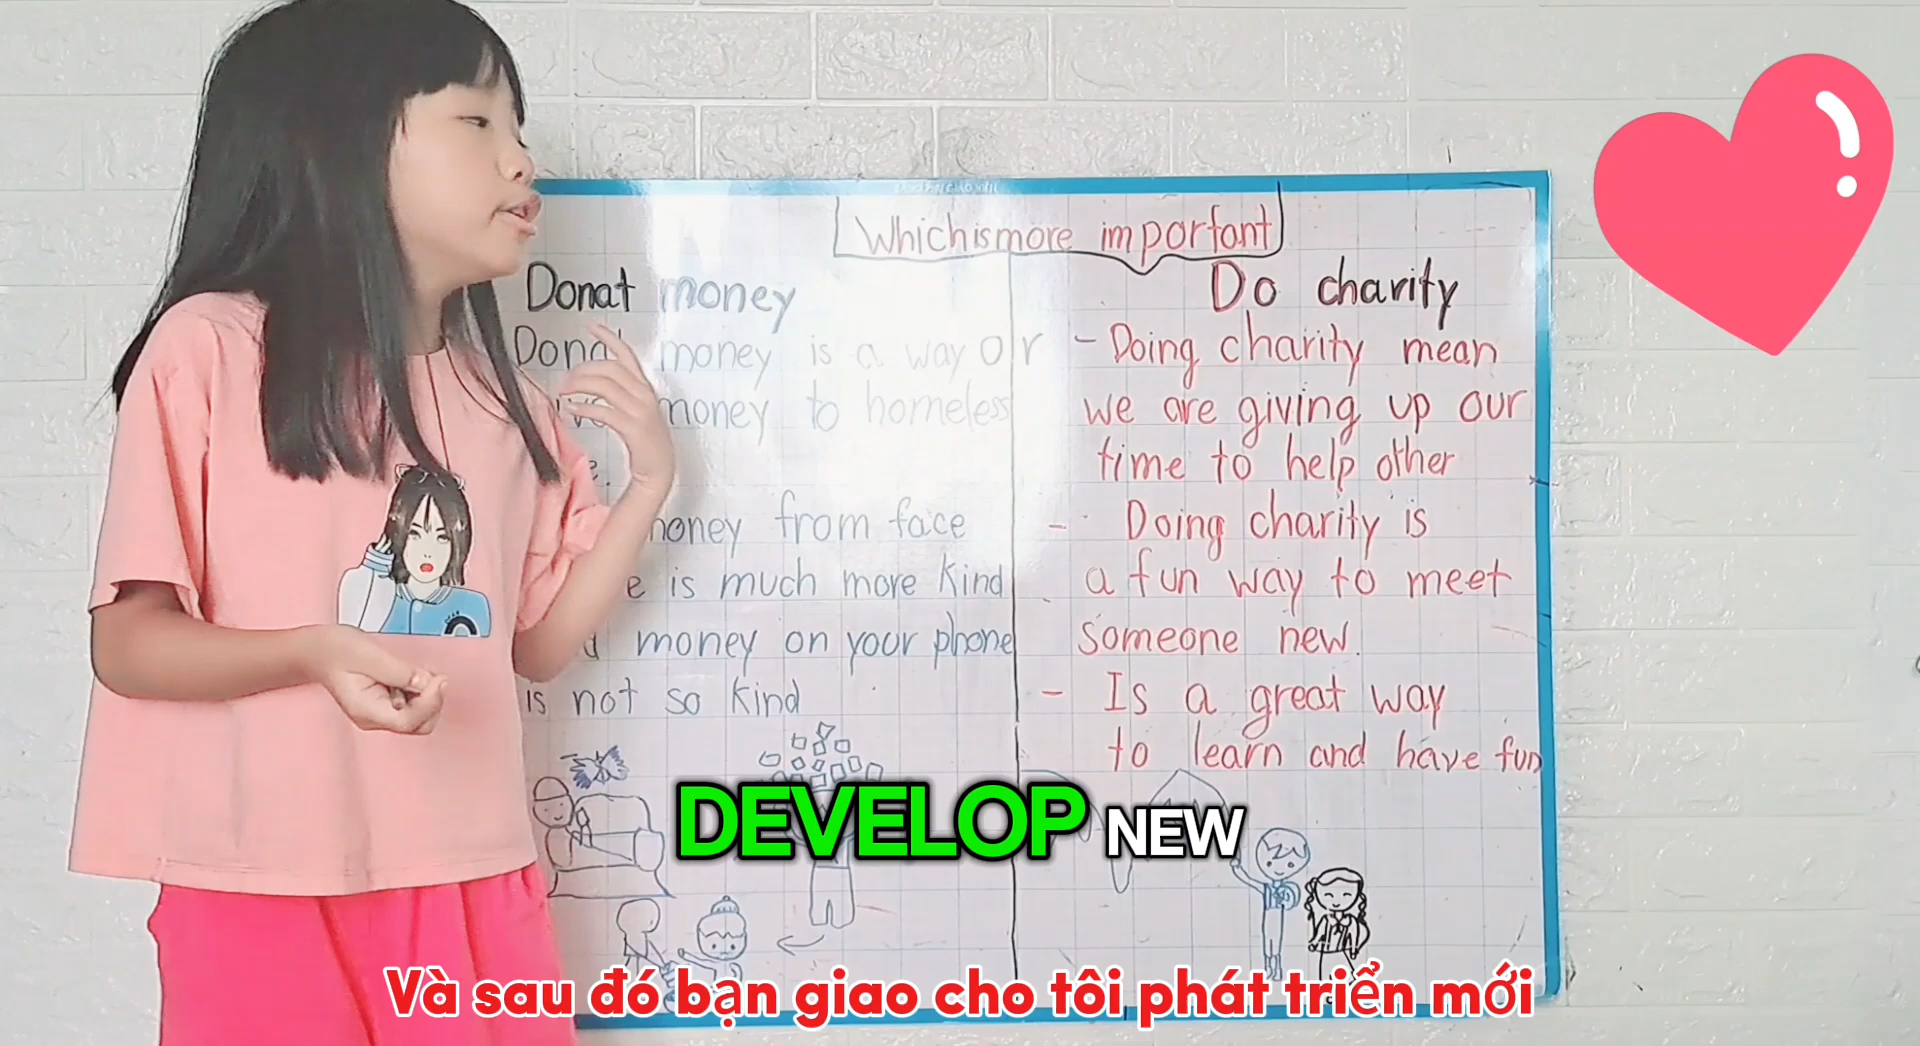 Which is more important
Donat money
Donat money is a way or
money to homeless
money from face
is much more kind
money on your phone
is not so kind
Do charity
- Doing charity mean
we are giving up our
time to help other
- Doing charity is
a fun way to meet
someone new.
- Is a great way
to learn and have fun
DEVELOP NEW
Và sau đó bạn giao cho tôi phát triển mới